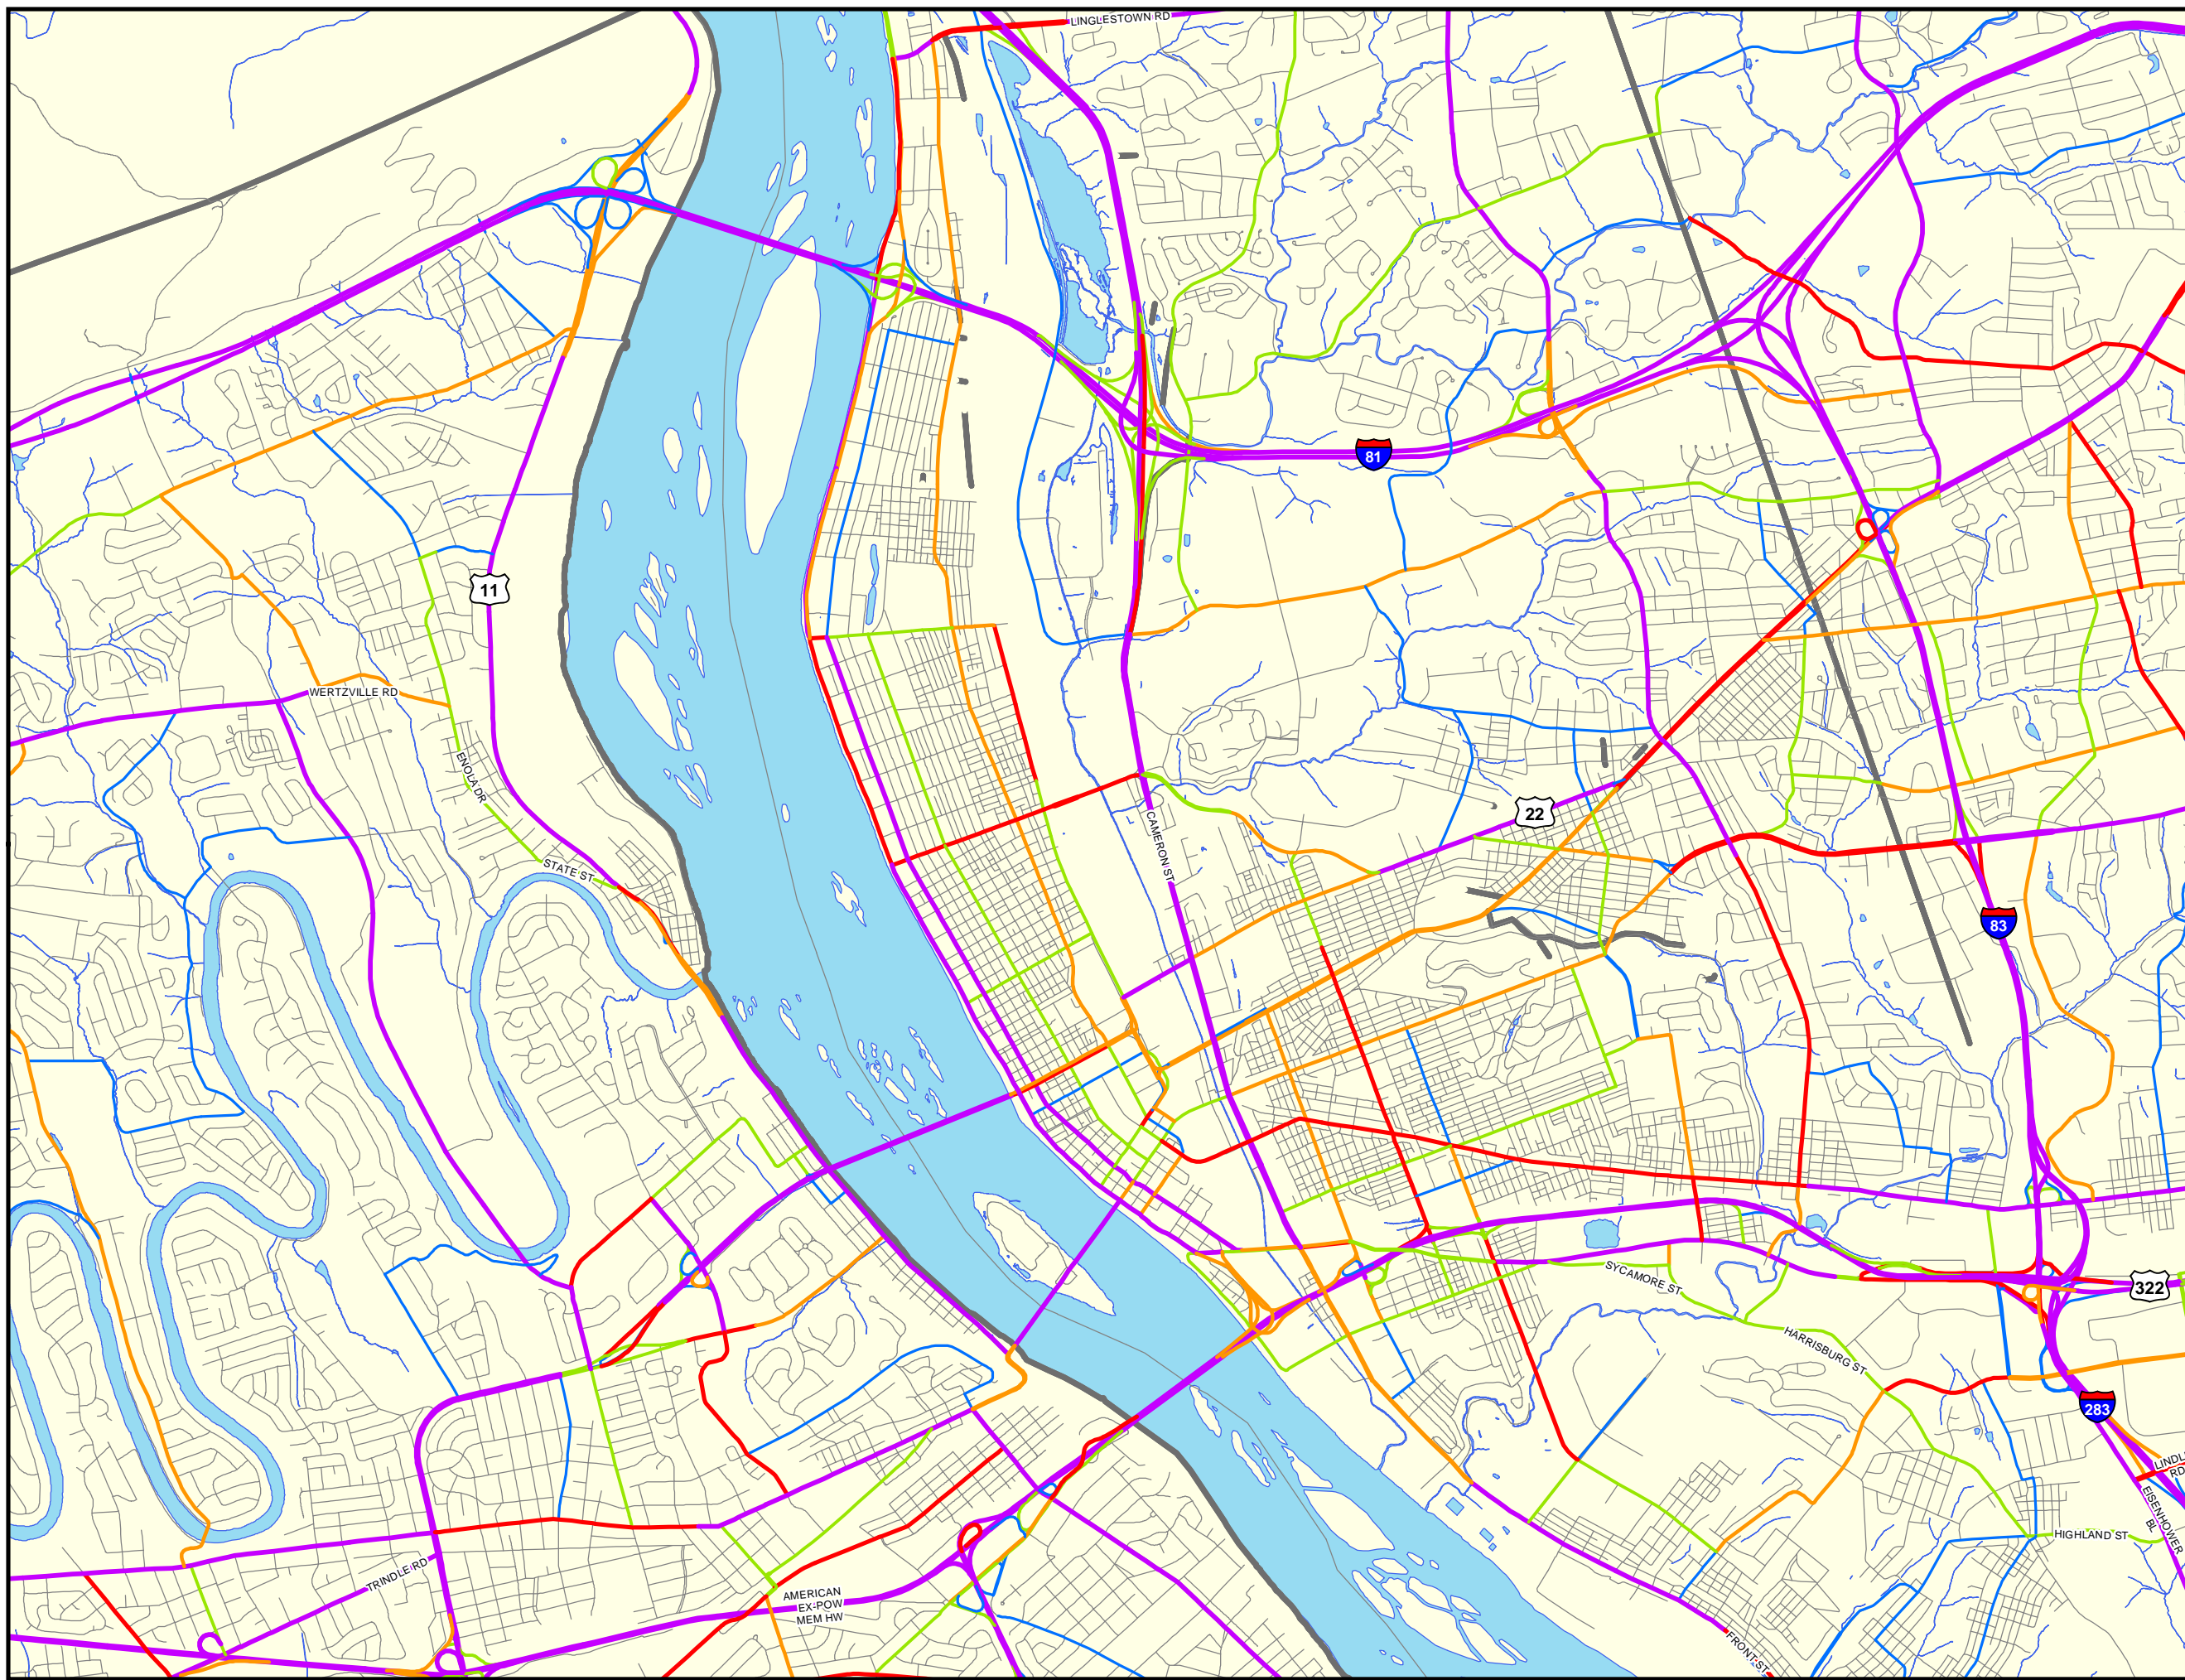 LINGLESTOWN RD
81
11
WERTZVILLE RD
ENOLA DR
22
CAMERON ST
STATE ST
83
SYCAMORE ST
322
HARRISBURG ST
283
RD
EISENHOWER
BL
HIGHLAND ST
TRINDLE RD
AMERICAN
EX-POW
MEM HW
FRONT ST